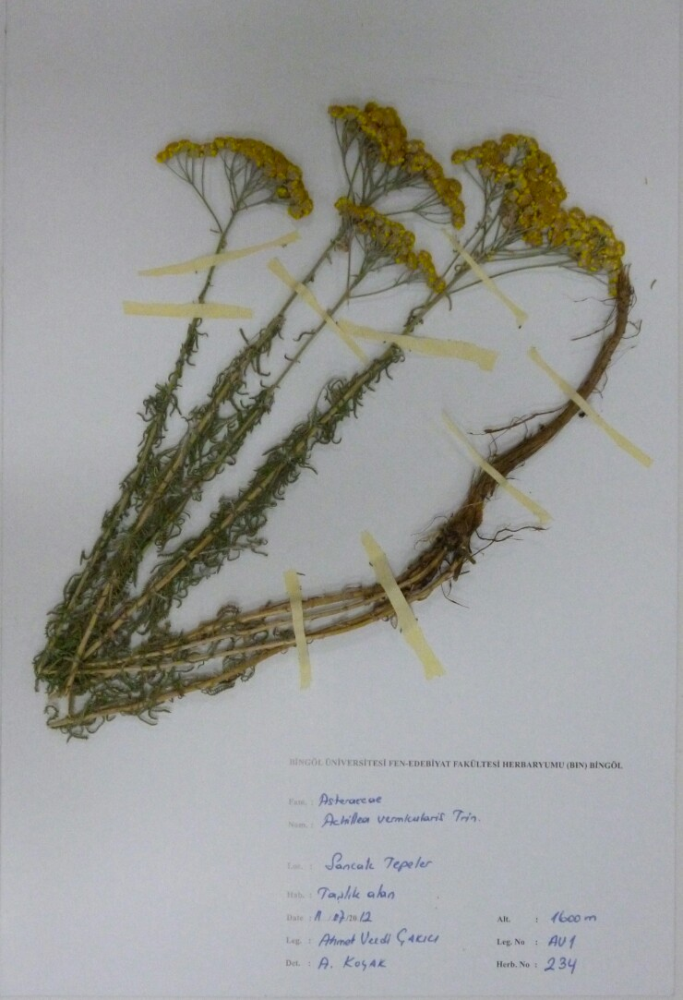 BİNGÖL ÜNİVERSİTESİ FEN-EDEBİYAT FAKÜLTESİ HERBARYUMU (BIN) BİNGÖL
Fam. : Asteraceae
Nom. : Achillea vermicularis Trin.
Loc. : Sancak Tepeler
Hab. : Taşlık alan
Date : /07/2012 Alt. : 1600 m
Leg. : Ahmet Verdi ÇAKICI Leg. No : AV1
Det. : A. Koçak Herb. No : 234